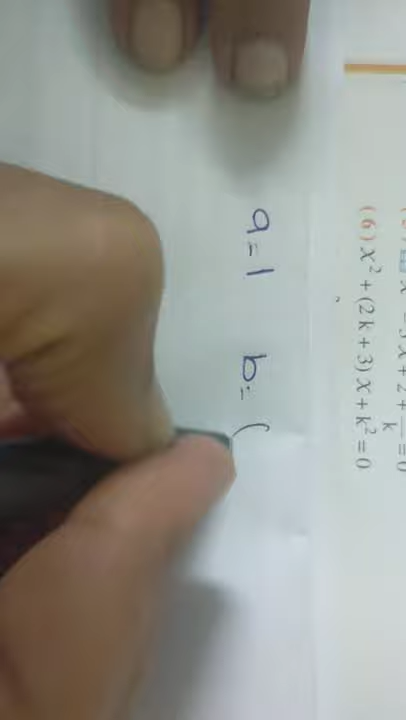 (6) x² + (2k+3)x + k² = 0
a = 1 b = (